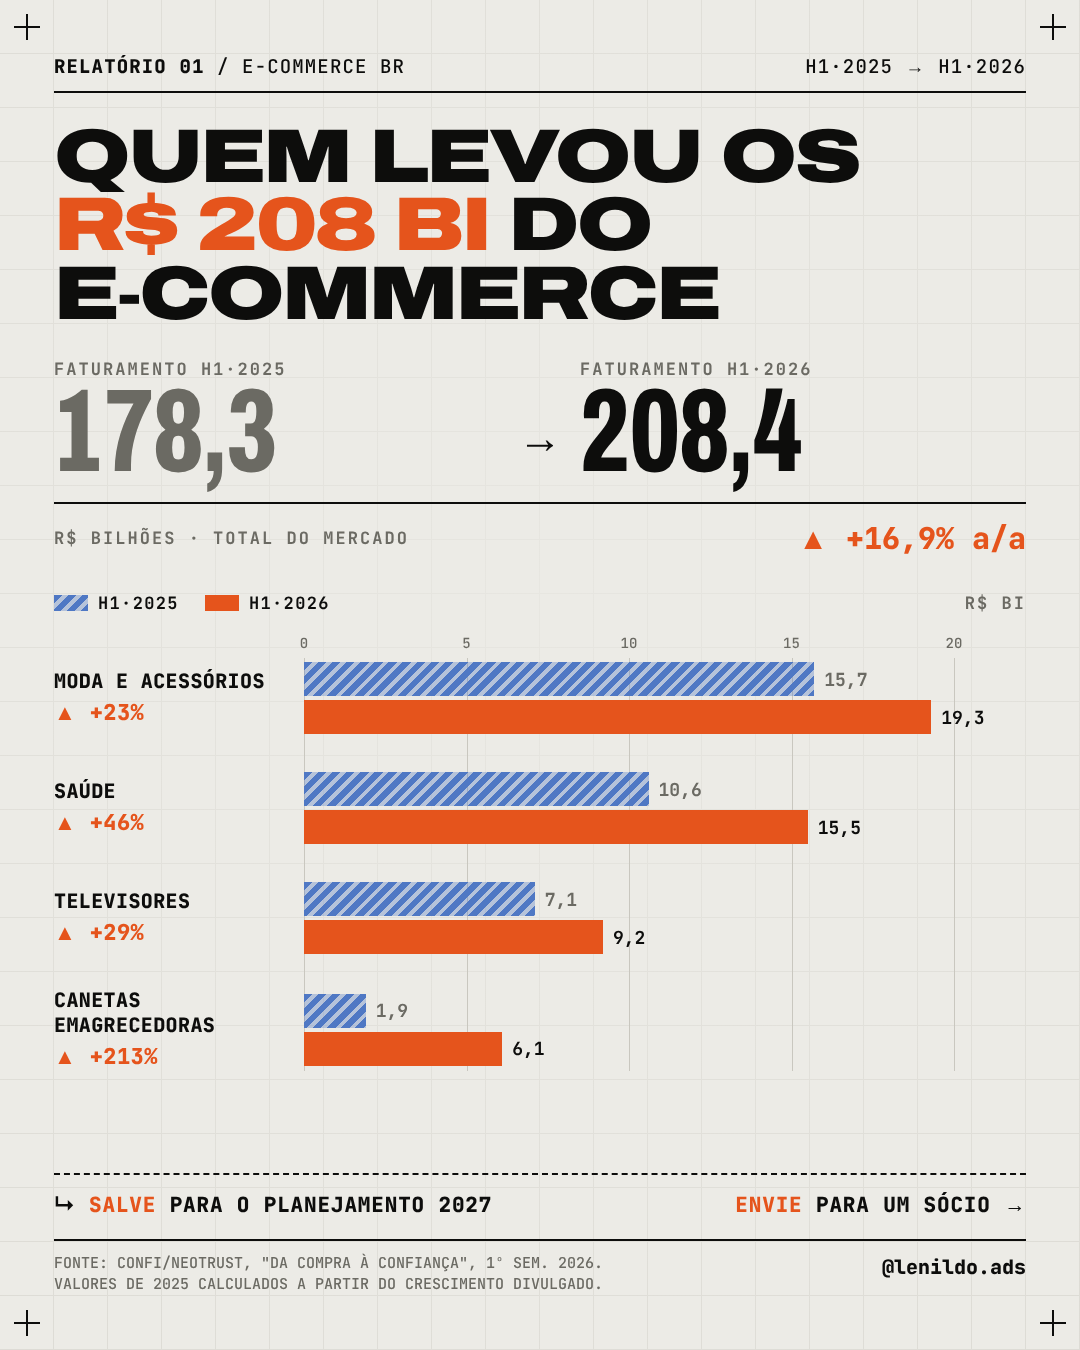 RELATÓRIO 01 / E-COMMERCE BR
H1·2025 → H1·2026
QUEM LEVOU OS
R$ 208 BI DO
E-COMMERCE
FATURAMENTO H1·2025
178,3
→
FATURAMENTO H1·2026
208,4
R$ BILHÕES · TOTAL DO MERCADO
▲ +16,9% a/a
H1·2025
H1·2026
R$ BI
0 5 10 15 20
MODA E ACESSÓRIOS
▲ +23%
15,7
19,3
SAÚDE
▲ +46%
10,6
15,5
TELEVISORES
▲ +29%
7,1
9,2
CANETAS
EMAGRECEDORAS
▲ +213%
1,9
6,1
↳ SALVE PARA O PLANEJAMENTO 2027
ENVIE PARA UM SÓCIO →
FONTE: CONFI/NEOTRUST, "DA COMPRA À CONFIANÇA", 1º SEM. 2026.
VALORES DE 2025 CALCULADOS A PARTIR DO CRESCIMENTO DIVULGADO.
@lenildo.ads